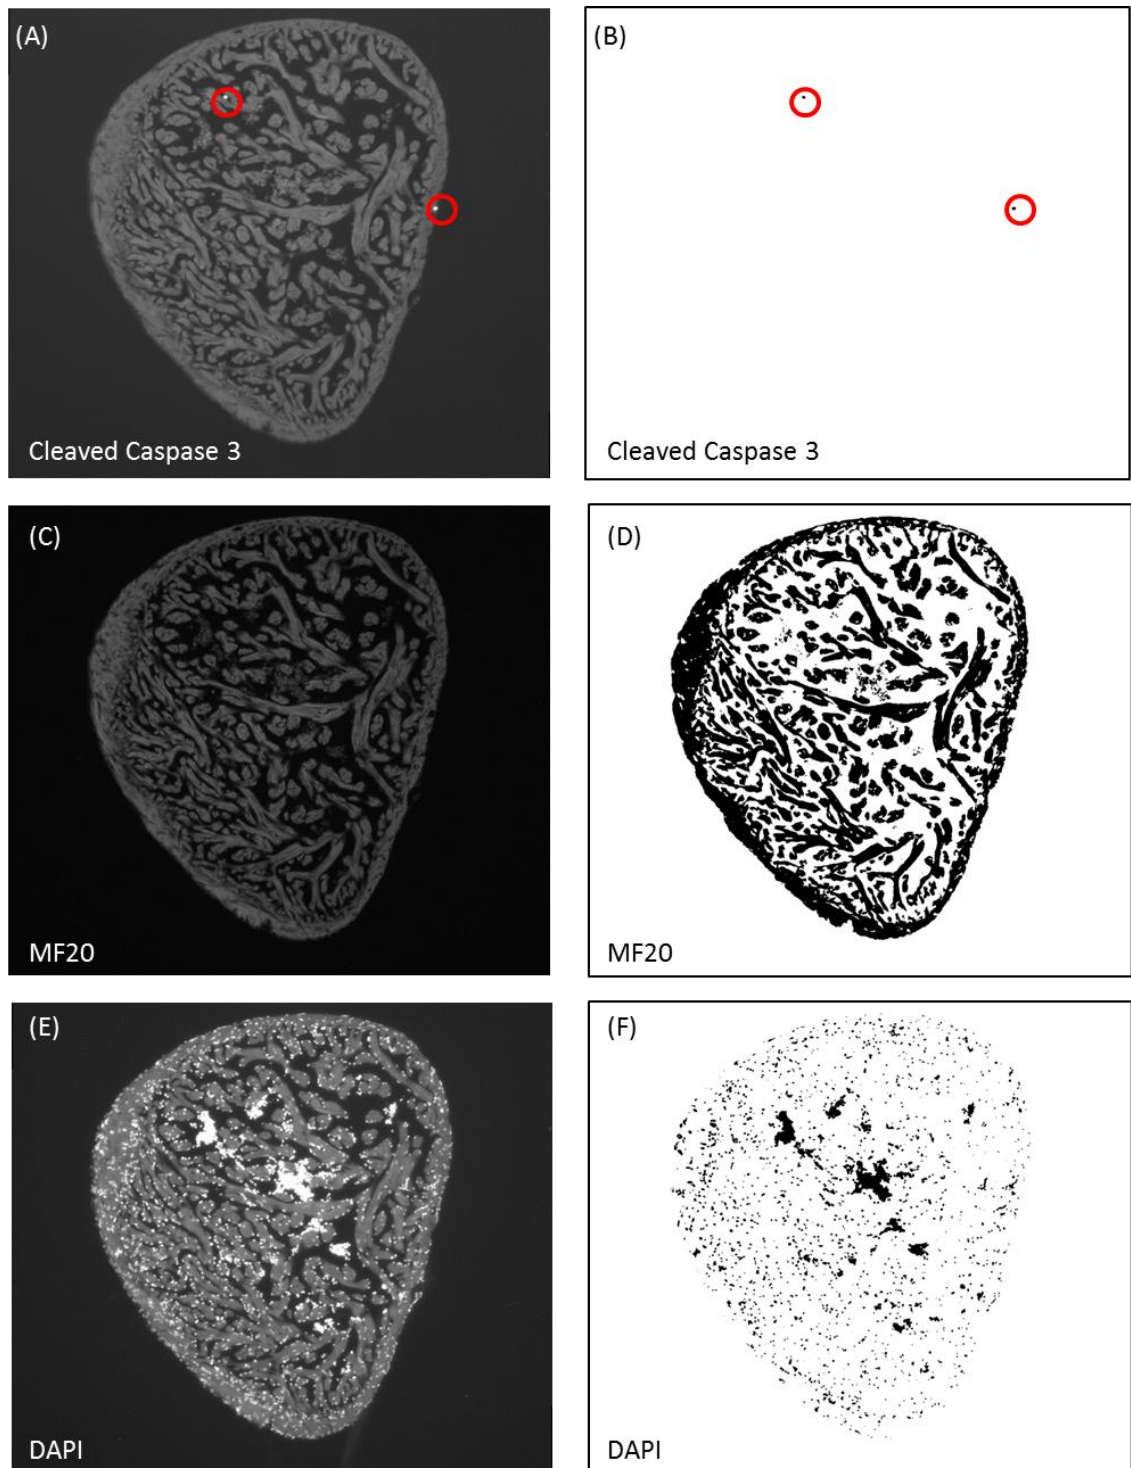 (A)
(B)
Cleaved Caspase 3
Cleaved Caspase 3
(C)
(D)
MF20
MF20
(E)
(F)
DAPI
DAPI